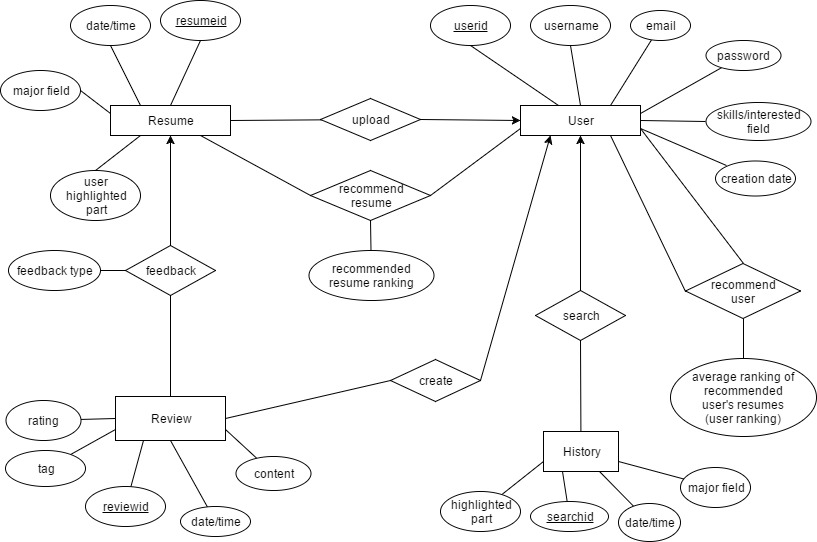 date/time
resumeid
userid
username
email
password
major field
Resume
upload
User
skills/interested
field
user
highlighted
part
recommend
resume
creation date
feedback type
feedback
recommended
resume ranking
search
recommend
user
create
average ranking of
recommended
user's resumes
(user ranking)
rating
Review
tag
content
reviewid
date/time
History
major field
highlighted
part
searchid
date/time